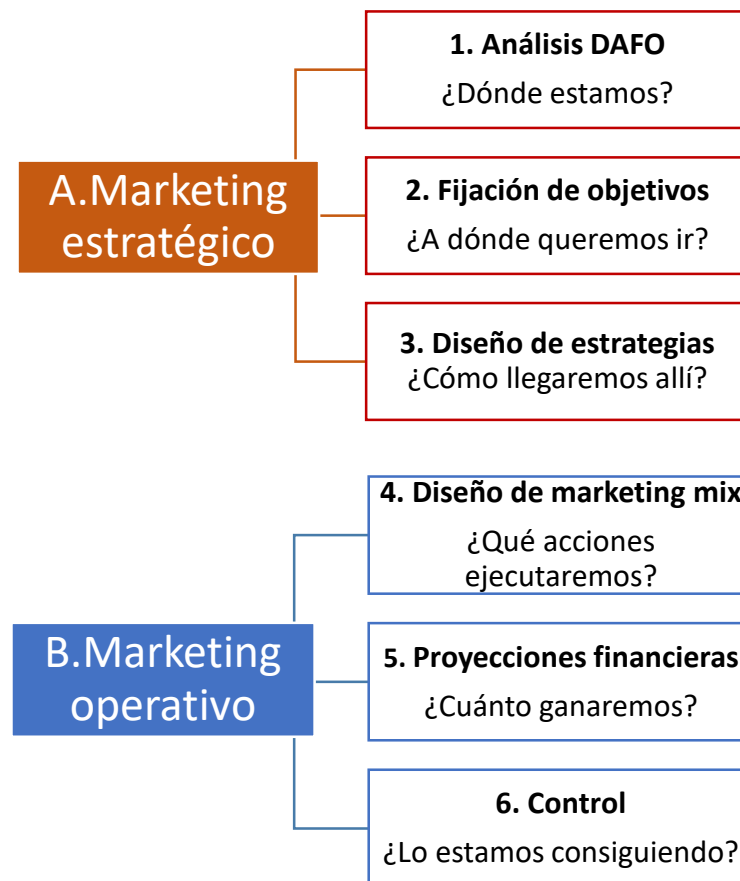 1. Análisis DAFO
¿Dónde estamos?
A.Marketing
estratégico
2. Fijación de objetivos
¿A dónde queremos ir?
3. Diseño de estrategias
¿Cómo llegaremos allí?
4. Diseño de marketing mix
¿Qué acciones
ejecutaremos?
B.Marketing
operativo
5. Proyecciones financieras
¿Cuánto ganaremos?
6. Control
¿Lo estamos consiguiendo?